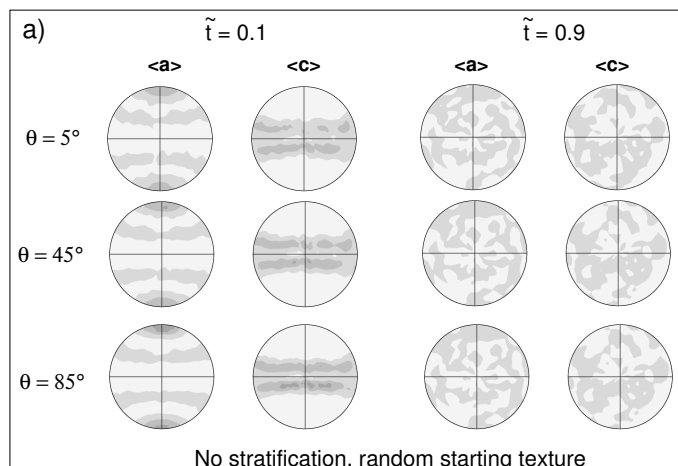 a)
t̃ = 0.1 t̃ = 0.9
<a> <c> <a> <c>
θ = 5°
θ = 45°
θ = 85°
No stratification, random starting texture